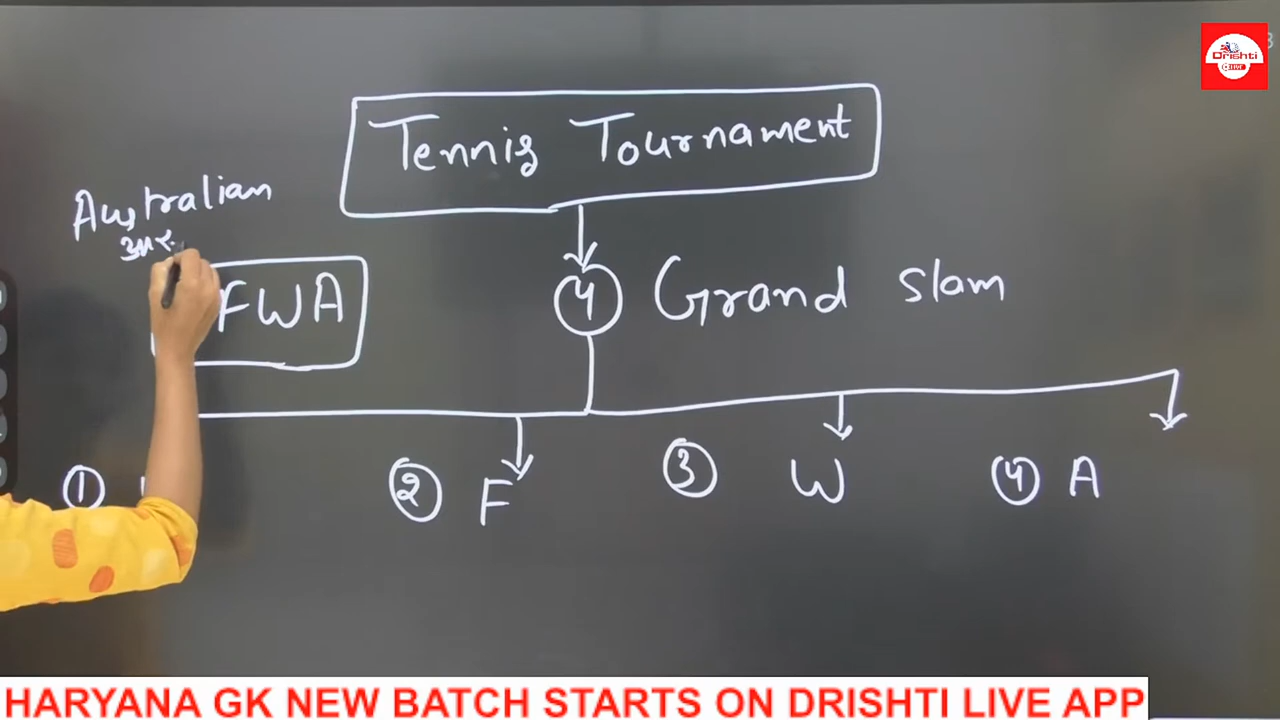 Drishti
LIVE
Tennis Tournament
Australian
FWA
4 Grand Slam
1
2 F
3 W
4 A
HARYANA GK NEW BATCH STARTS ON DRISHTI LIVE APP